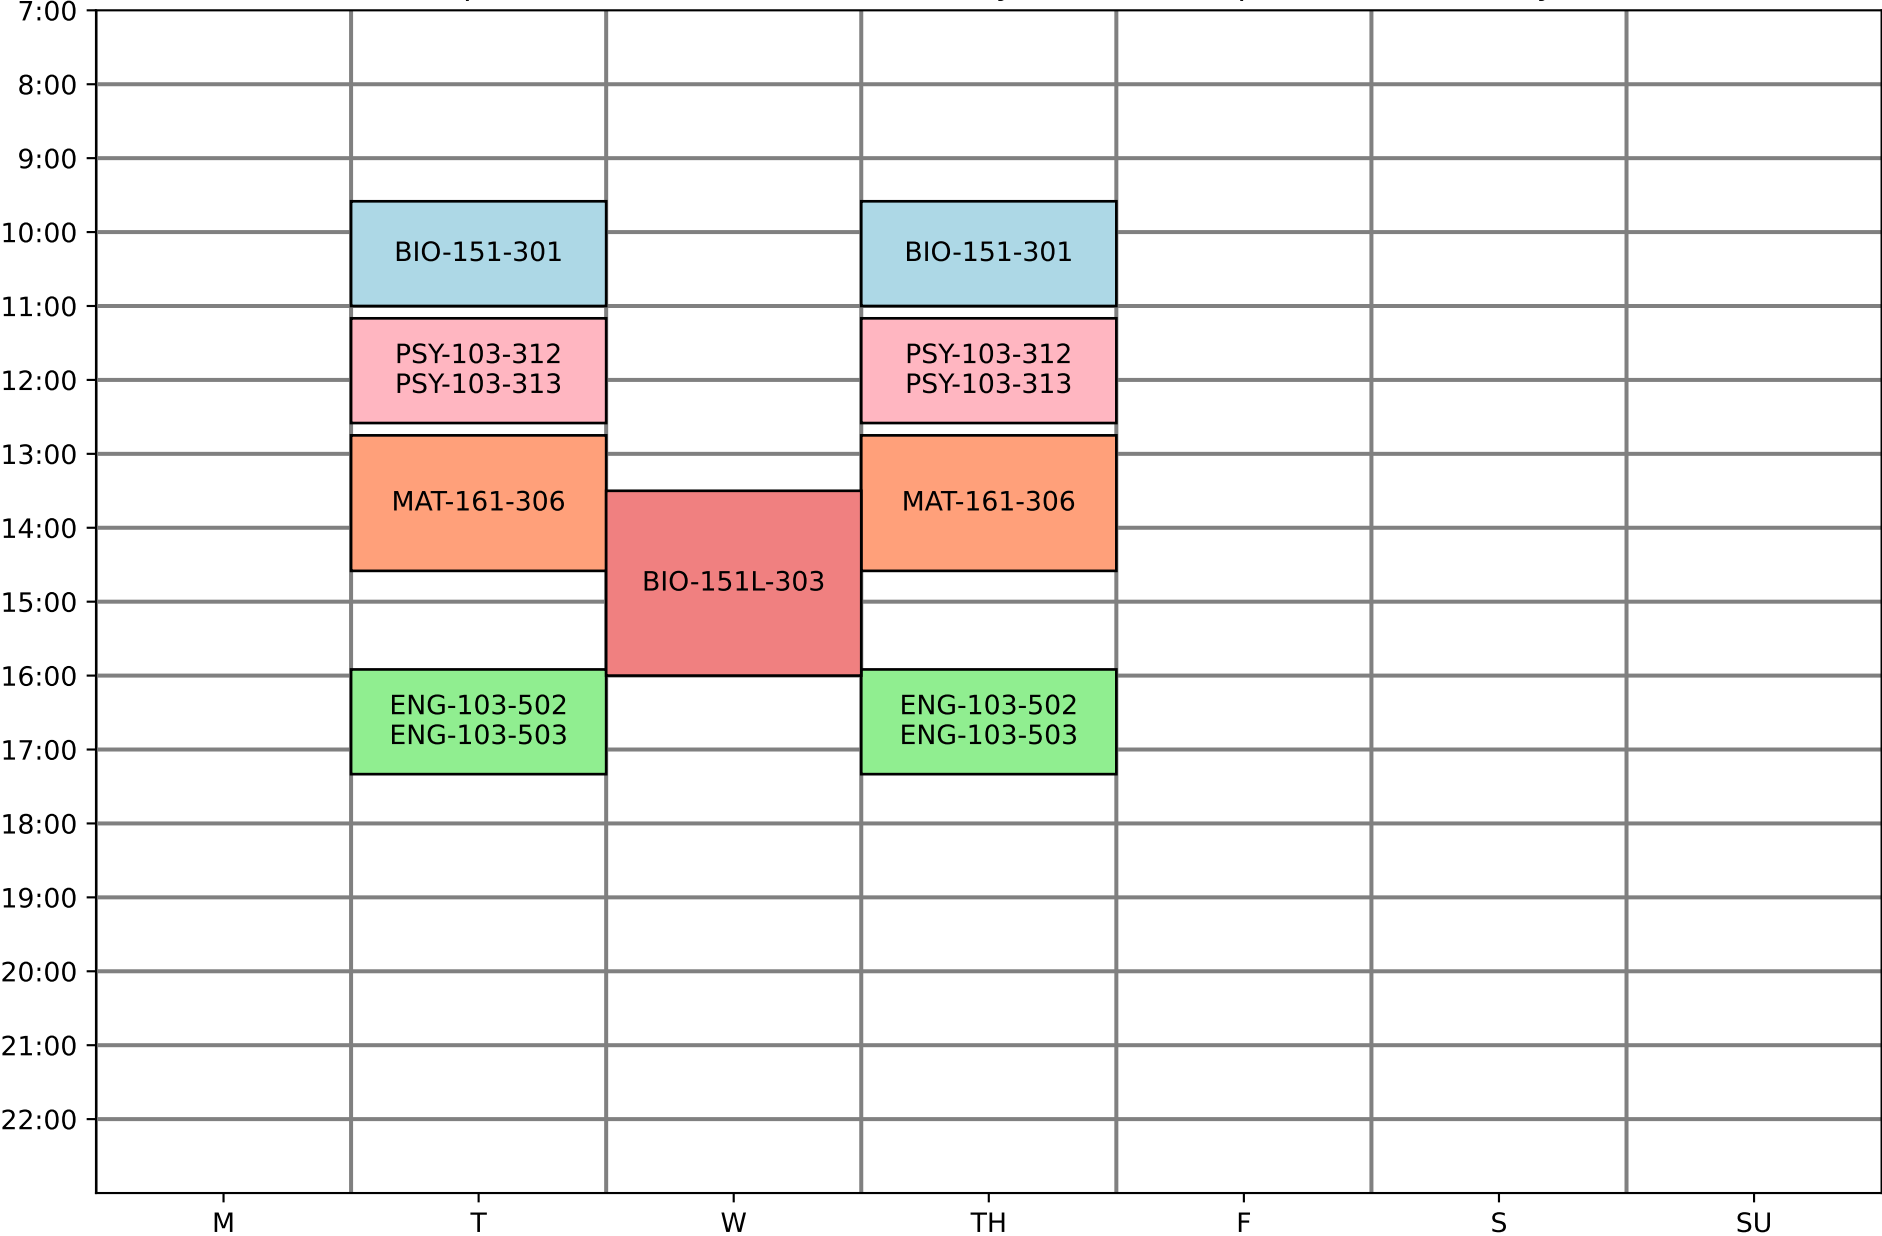 7:00
8:00
9:00
10:00
BIO-151-301
BIO-151-301
11:00
PSY-103-312
PSY-103-313
PSY-103-312
PSY-103-313
12:00
13:00
MAT-161-306
MAT-161-306
14:00
BIO-151L-303
15:00
16:00
ENG-103-502
ENG-103-503
ENG-103-502
ENG-103-503
17:00
18:00
19:00
20:00
21:00
22:00
M T W TH F S SU